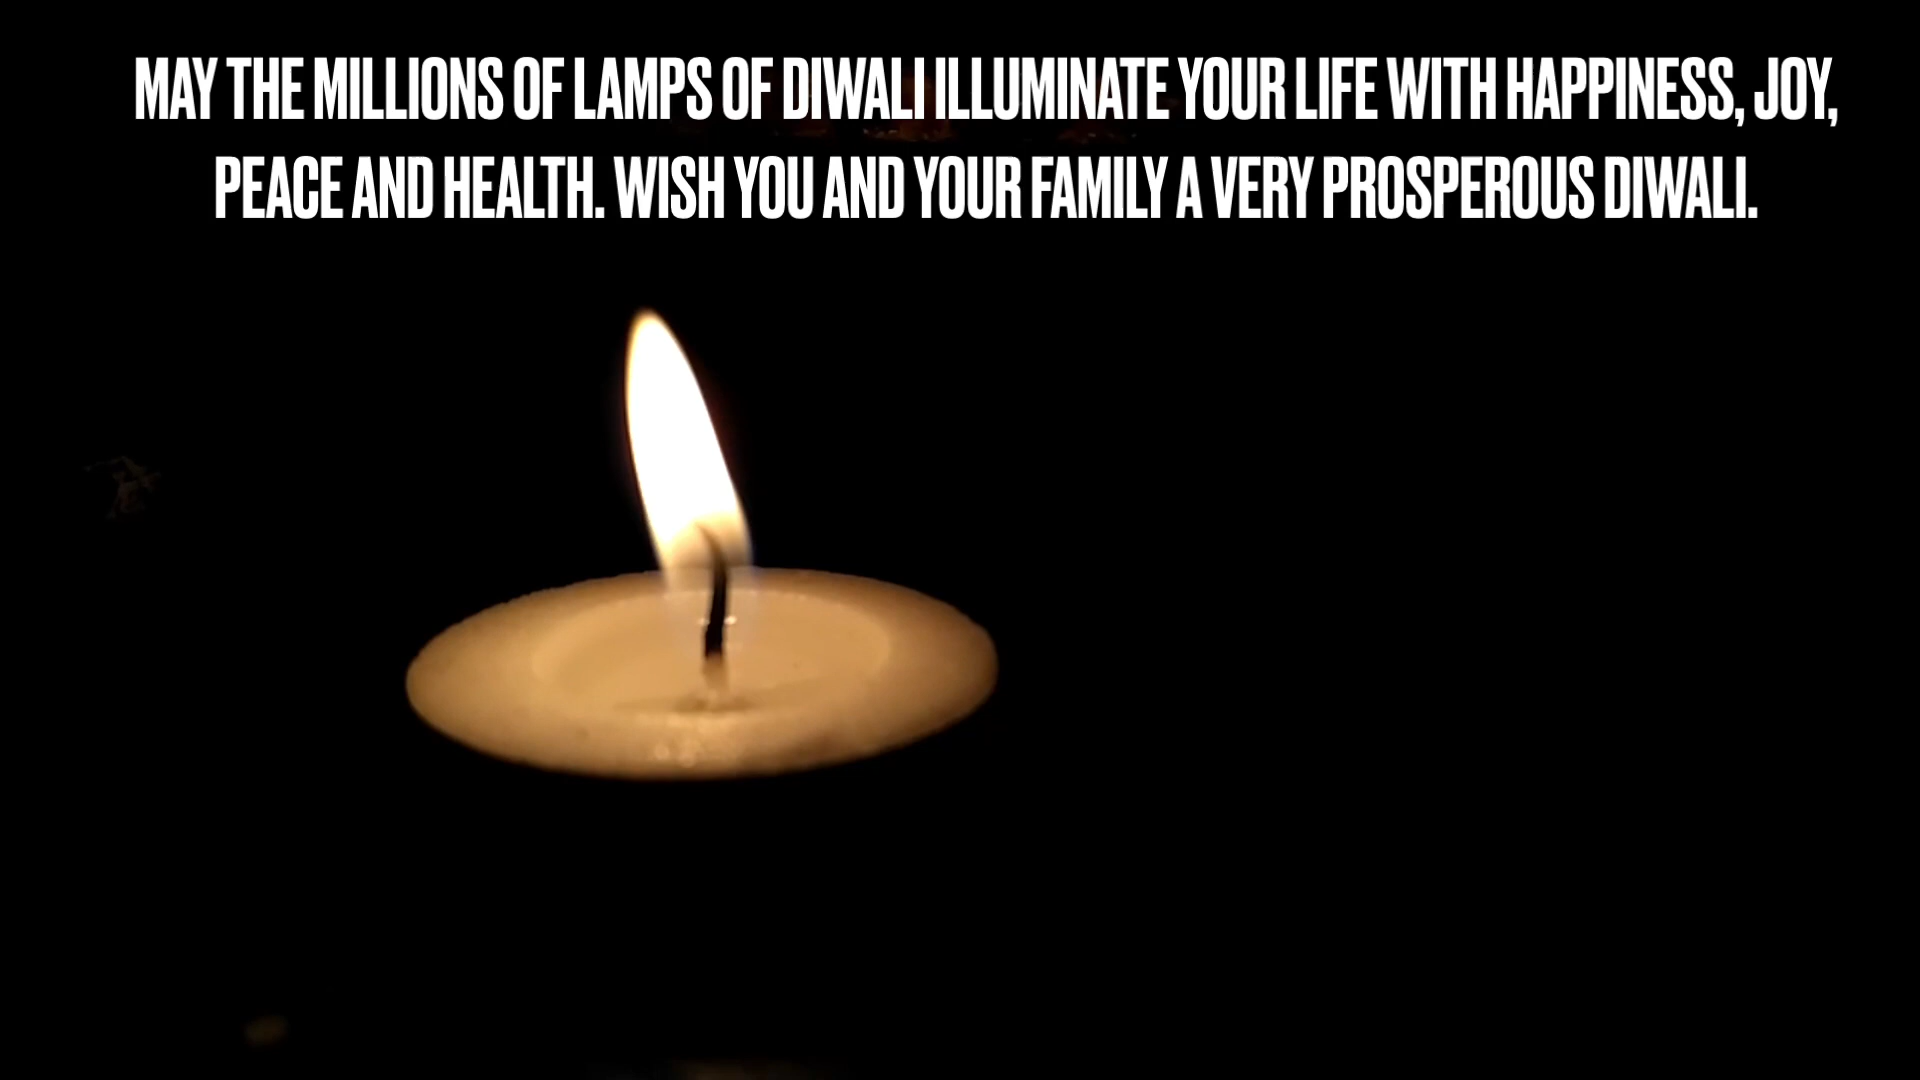 MAY THE MILLIONS OF LAMPS OF DIWALI ILLUMINATE YOUR LIFE WITH HAPPINESS, JOY,
PEACE AND HEALTH. WISH YOU AND YOUR FAMILY A VERY PROSPEROUS DIWALI.